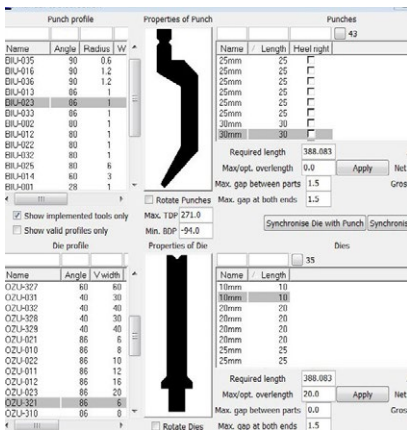 Punch profile
Properties of Punch
Punches
43
Name Angle Radius W
BIU-035 90 0.6
BIU-016 90 1.2
BIU-036 90 1.2
BIU-013 86 1
BIU-023 86 1
BIU-033 86 1
BIU-002 80 1
BIU-012 80 1
BIU-022 80 1
BIU-032 80 1
BIU-025 80 6
BIU-014 60 3
BIU-001 28 1
Show implemented tools only
Show valid profiles only
Rotate Punches
Max. TDP 271.0
Min. BDP -94.0
Name / Length Heel right
25mm 25
25mm 25
25mm 25
25mm 25
25mm 25
30mm 30
30mm 30
Required length 388.083
Max/opt. overlength 0.0 Apply Net
Max. gap between parts 1.5 Gros
Max. gap at both ends 1.5
Synchronise Die with Punch Synchronise
Die profile
Properties of Die
Dies
35
Name Angle V width
OZU-327 60 60
OZU-031 40 30
OZU-032 40 40
OZU-328 40 30
OZU-329 40 40
OZU-021 86 6
OZU-010 86 8
OZU-022 86 10
OZU-011 86 12
OZU-012 86 16
OZU-023 86 20
OZU-321 86 6
OZU-310 86 8
Rotate Dies
Name / Length
10mm 10
10mm 10
20mm 20
20mm 20
20mm 20
20mm 20
25mm 25
25mm 25
Required length 388.083
Max/opt. overlength 20.0 Apply Net
Max. gap between parts 0.0 Gros
Max. gap at both ends 1.5